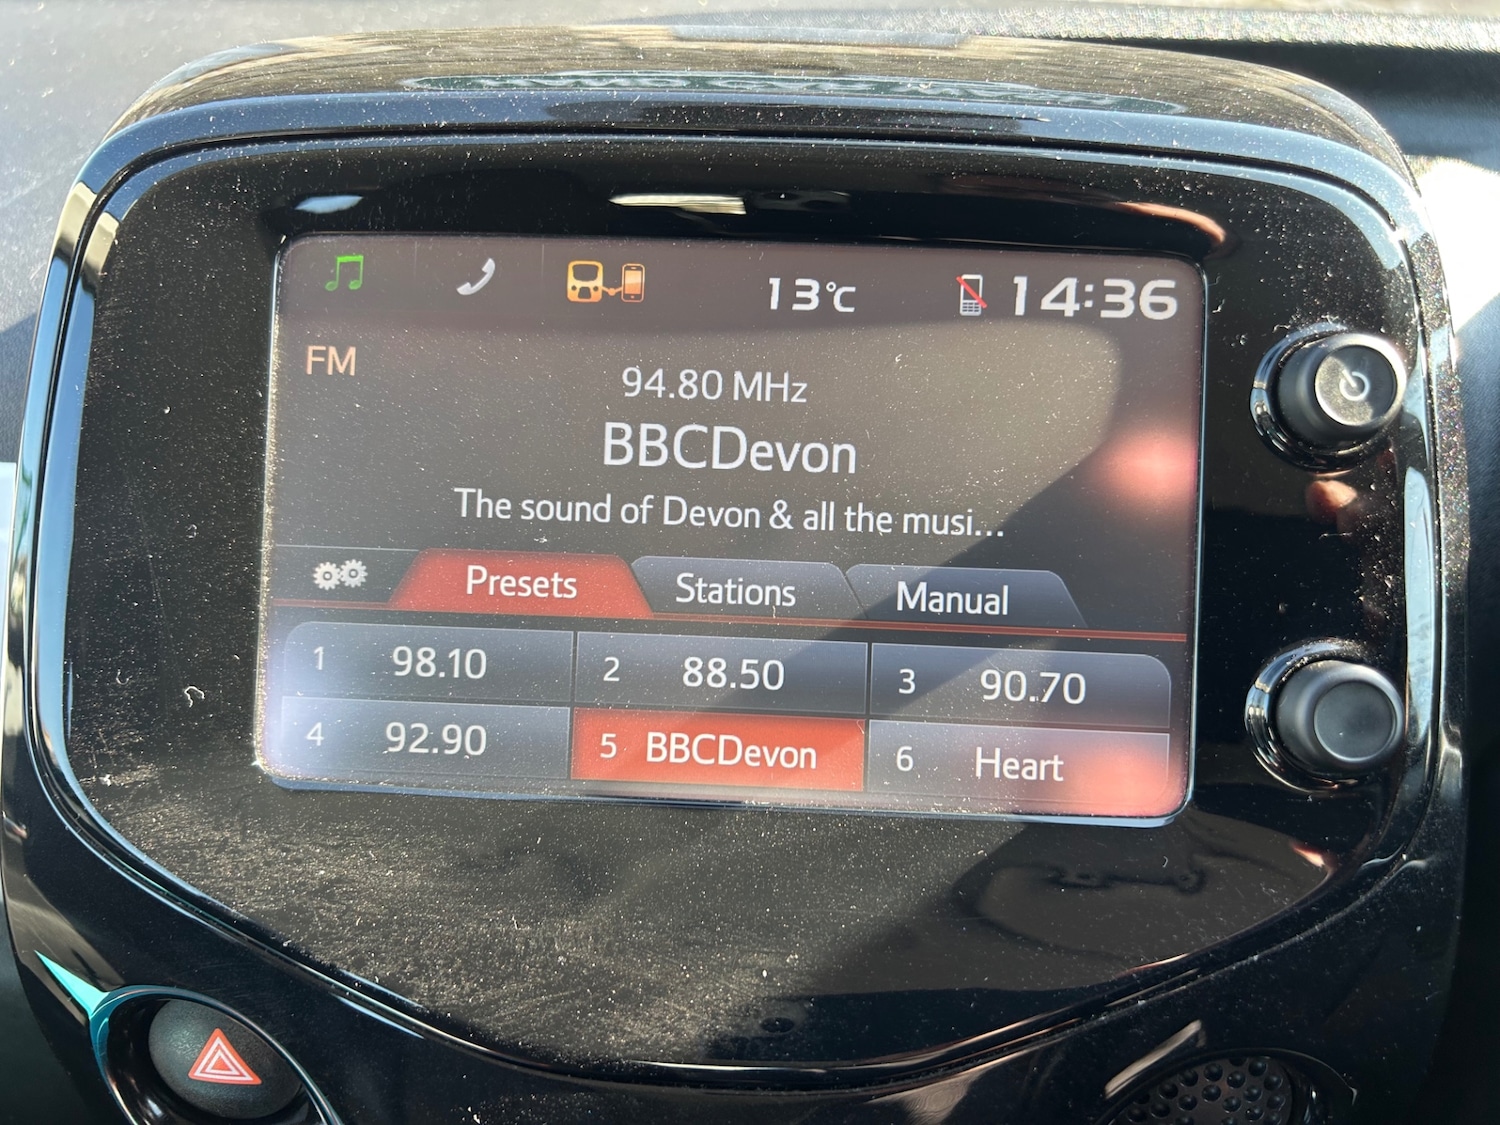 13°C 14:36
FM
94.80 MHz
BBCDevon
The sound of Devon & all the musi...
Presets Stations Manual
1 98.10 2 88.50 3 90.70
4 92.90 5 BBCDevon 6 Heart